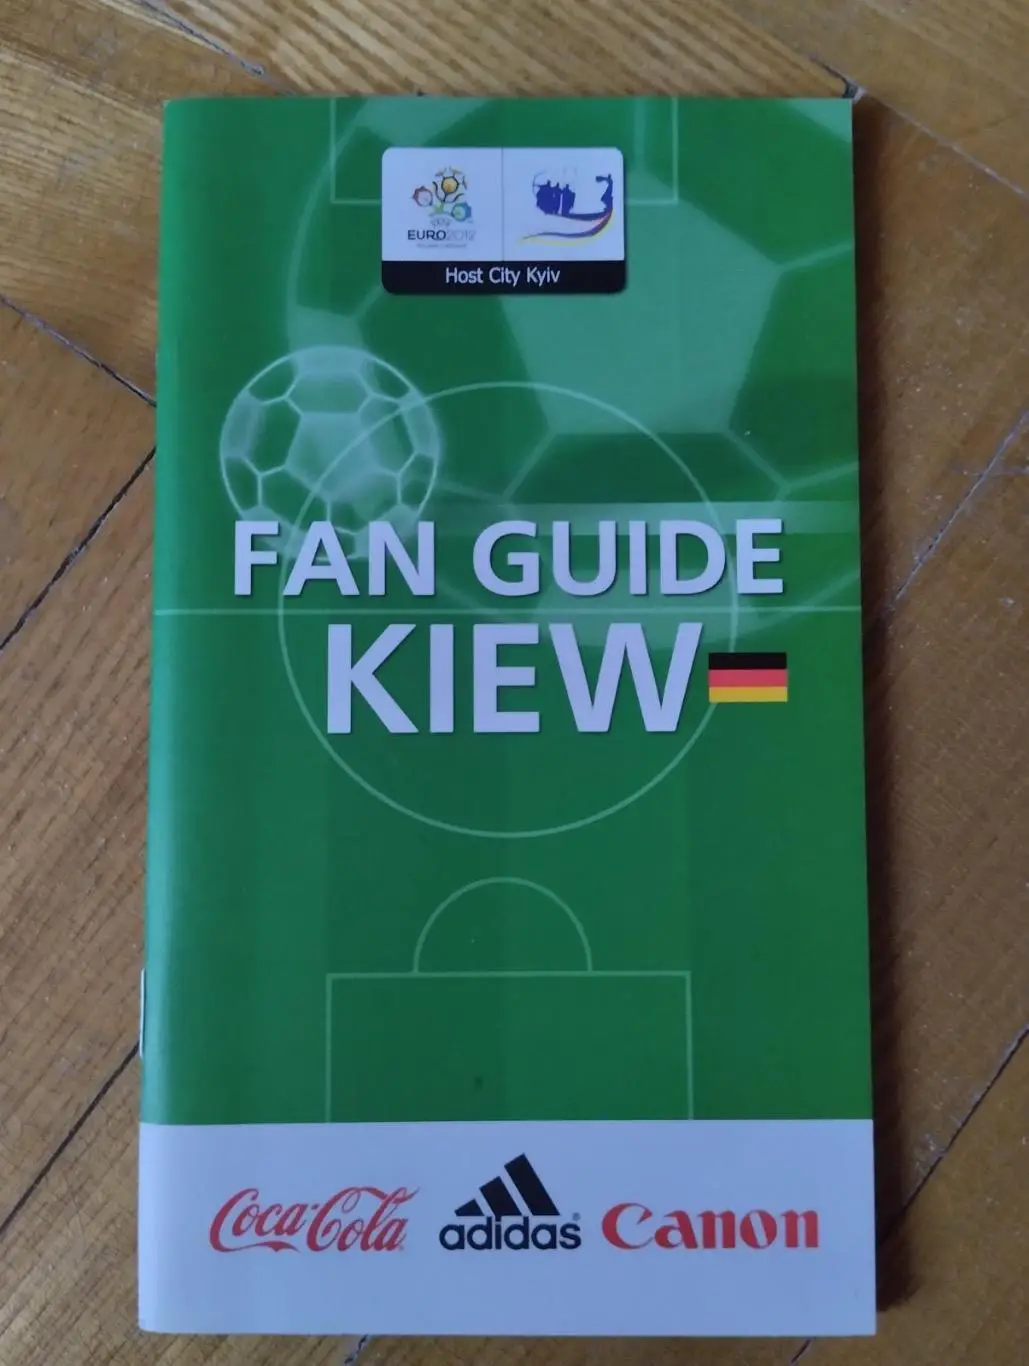 EURO2012
Host City Kyiv
FAN GUIDE
KIEW
Coca-Cola
adidas®
Canon